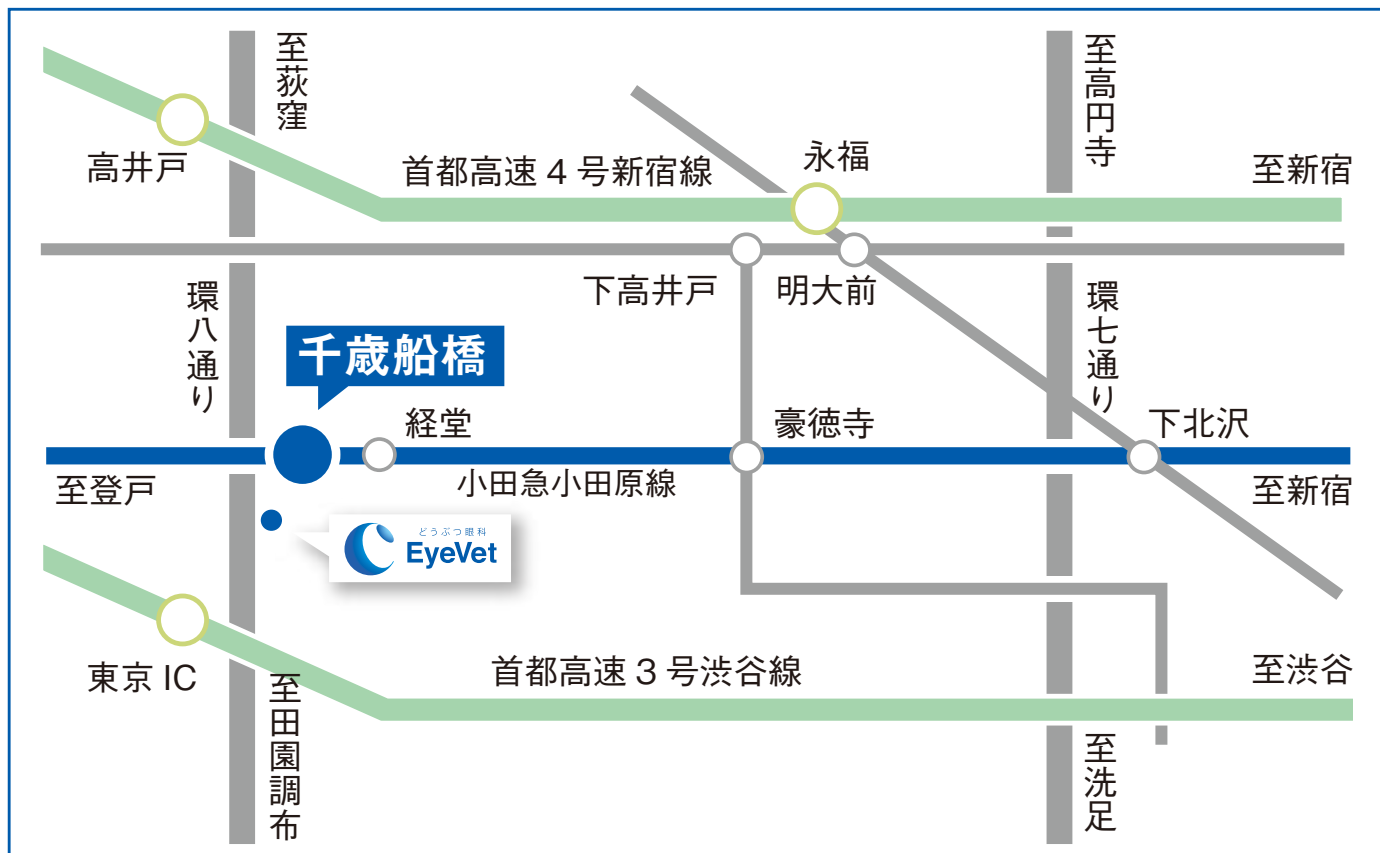 至荻窪
至高円寺
永福
高井戸
首都高速4号新宿線
至新宿
下高井戸
明大前
環八通り
環七通り
千歳船橋
経堂
豪徳寺
下北沢
至登戸
小田急小田原線
至新宿
どうぶつ眼科
EyeVet
東京IC
首都高速3号渋谷線
至渋谷
至田園調布
至洗足